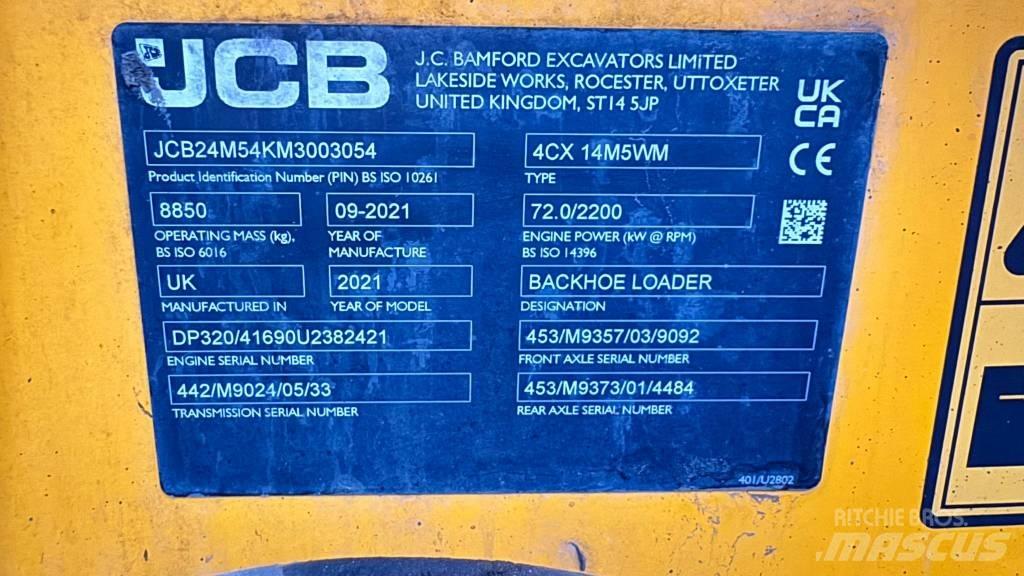 JCB
J.C. BAMFORD EXCAVATORS LIMITED
LAKESIDE WORKS, ROCESTER, UTTOXETER
UNITED KINGDOM, ST14 5JP
UK
CA
CE
JCB24M54KM3003054
Product Identification Number (PIN) BS ISO 10261
4CX 14M5WM
TYPE
8850
OPERATING MASS (kg),
BS ISO 6016
09-2021
YEAR OF
MANUFACTURE
72.0/2200
ENGINE POWER (kW @ RPM)
BS ISO 14396
UK
MANUFACTURED IN
2021
YEAR OF MODEL
BACKHOE LOADER
DESIGNATION
DP320/41690U2382421
ENGINE SERIAL NUMBER
453/M9357/03/9092
FRONT AXLE SERIAL NUMBER
442/M9024/05/33
TRANSMISSION SERIAL NUMBER
453/M9373/01/4484
REAR AXLE SERIAL NUMBER
401/U2802
RITCHIE BROS.
MASCUS